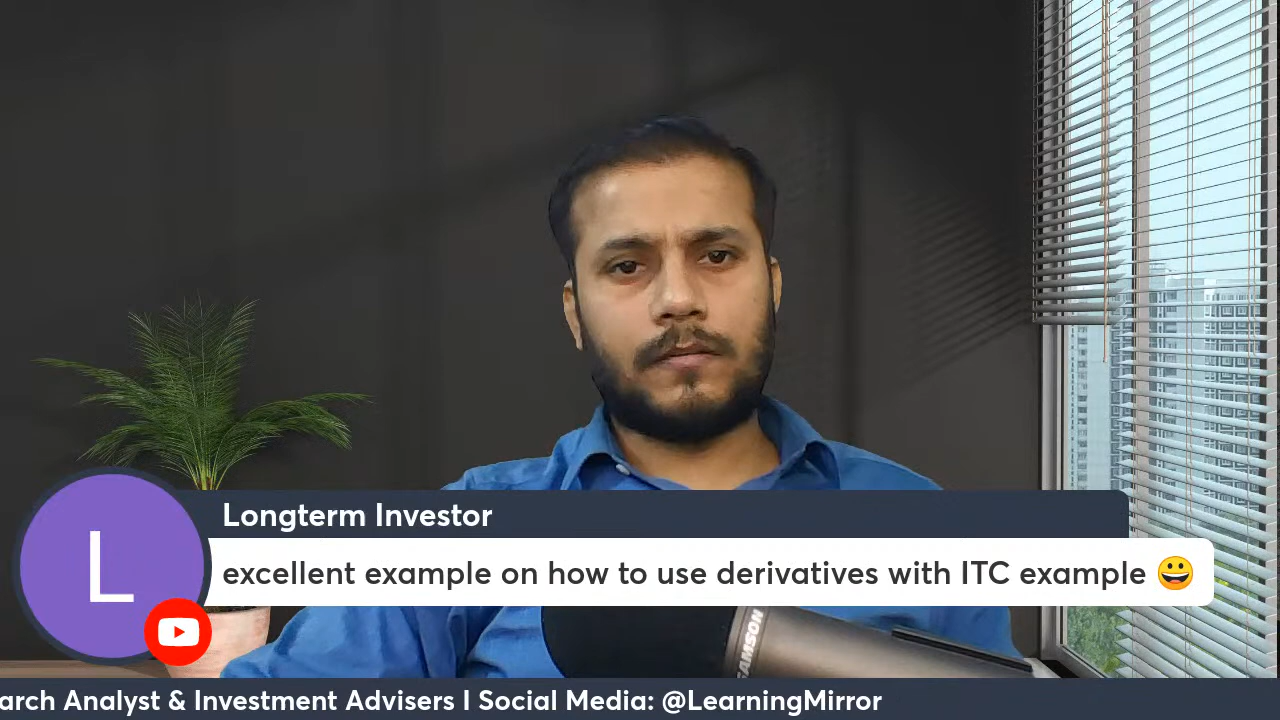 L
Longterm Investor
excellent example on how to use derivatives with ITC example 😀
SAMSON
arch Analyst & Investment Advisers I Social Media: @LearningMirror